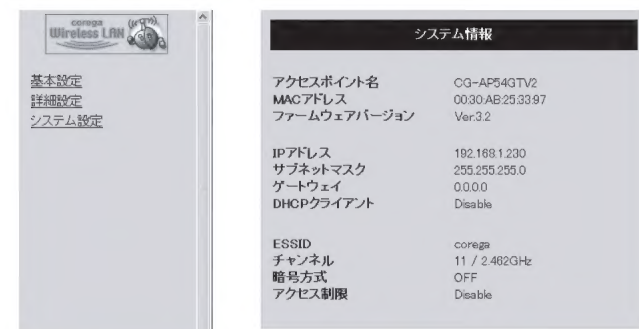 corega
Wireless LAN
基本設定
詳細設定
システム設定
システム情報
アクセスポイント名 CG-AP54GTV2
MACアドレス 00:30:AB:25:33:97
ファームウェアバージョン Ver.3.2
IPアドレス 192.168.1.230
サブネットマスク 255.255.255.0
ゲートウェイ 0.0.0.0
DHCPクライアント Disable
ESSID corega
チャンネル 11 / 2.462GHz
暗号方式 OFF
アクセス制限 Disable